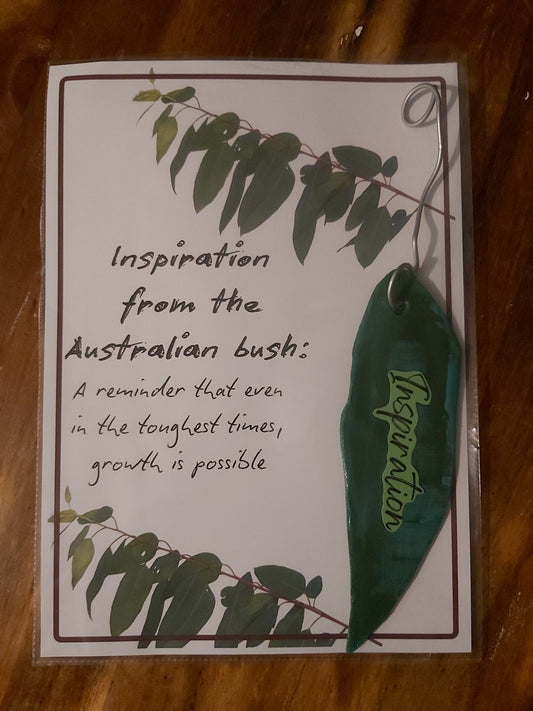 Inspiration
from the
Australian bush:
A reminder that even
in the toughest times,
growth is possible
Inspiration